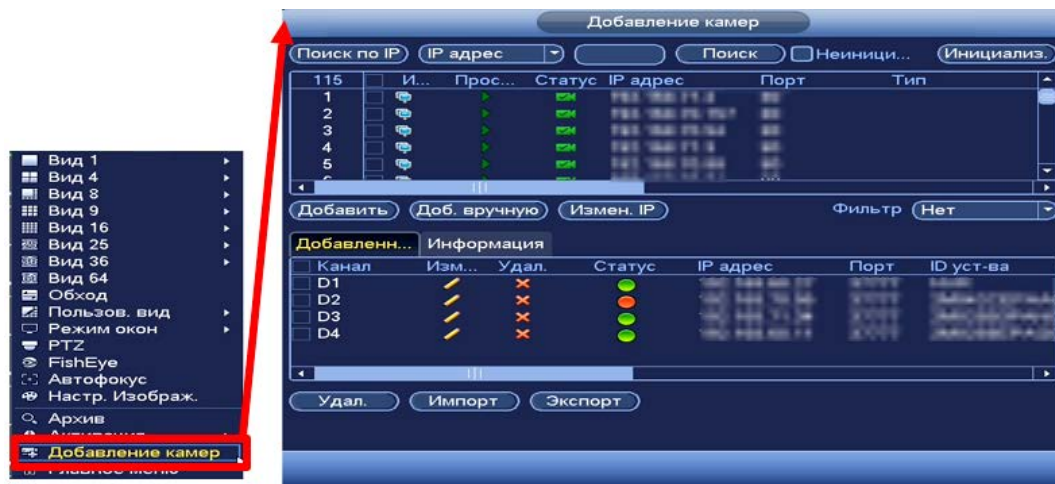 Вид 1
Вид 4
Вид 8
Вид 9
Вид 16
Вид 25
Вид 36
Вид 64
Обход
Пользов. вид
Режим окон
PTZ
FishEye
Автофокус
Настр. Изображ.
Архив
Добавление камер
Добавление камер
Поиск по IP IP адрес Поиск Неиници... Инициализ.
115 И... Прос... Статус IP адрес Порт Тип
1
2
3
4
5
Добавить Доб. вручную Измен. IP Фильтр Нет
Добавленн... Информация
Канал Изм... Удал. Статус IP адрес Порт ID уст-ва
D1
D2
D3
D4
Удал. Импорт Экспорт